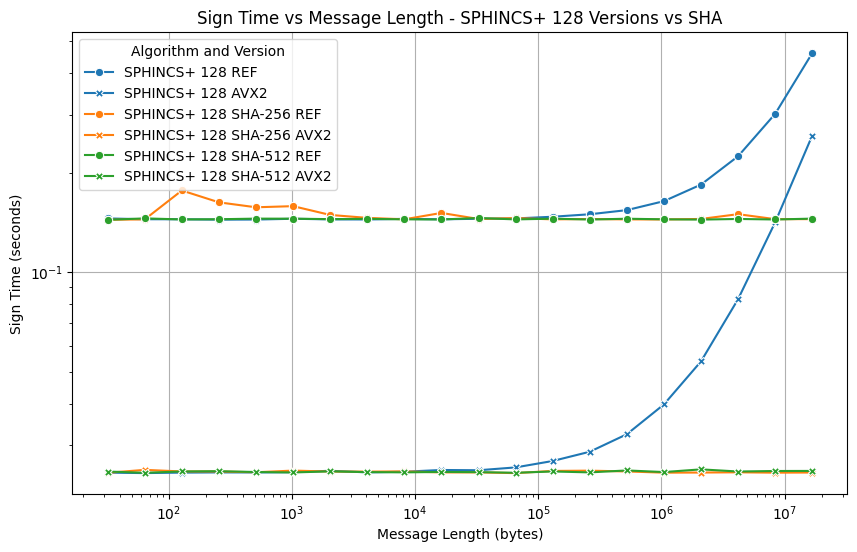 Sign Time vs Message Length - SPHINCS+ 128 Versions vs SHA
Algorithm and Version
SPHINCS+ 128 REF
SPHINCS+ 128 AVX2
SPHINCS+ 128 SHA-256 REF
SPHINCS+ 128 SHA-256 AVX2
SPHINCS+ 128 SHA-512 REF
SPHINCS+ 128 SHA-512 AVX2
Sign Time (seconds)
10⁻¹
10² 10³ 10⁴ 10⁵ 10⁶ 10⁷
Message Length (bytes)